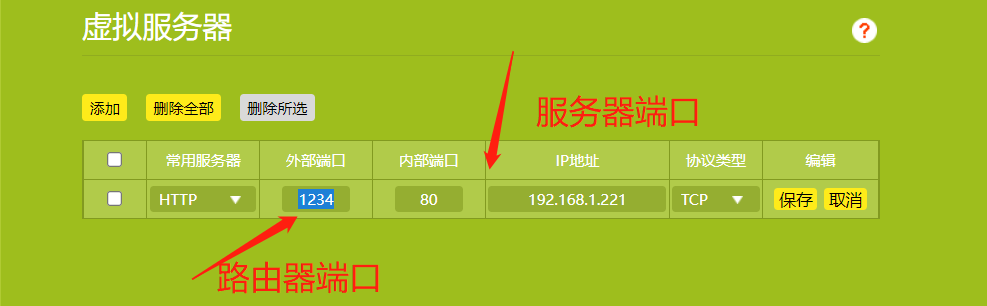 虚拟服务器
?
添加 删除全部 删除所选
服务器端口
常用服务器 外部端口 内部端口 IP地址 协议类型 编辑
HTTP 1234 80 192.168.1.221 TCP 保存 取消
路由器端口